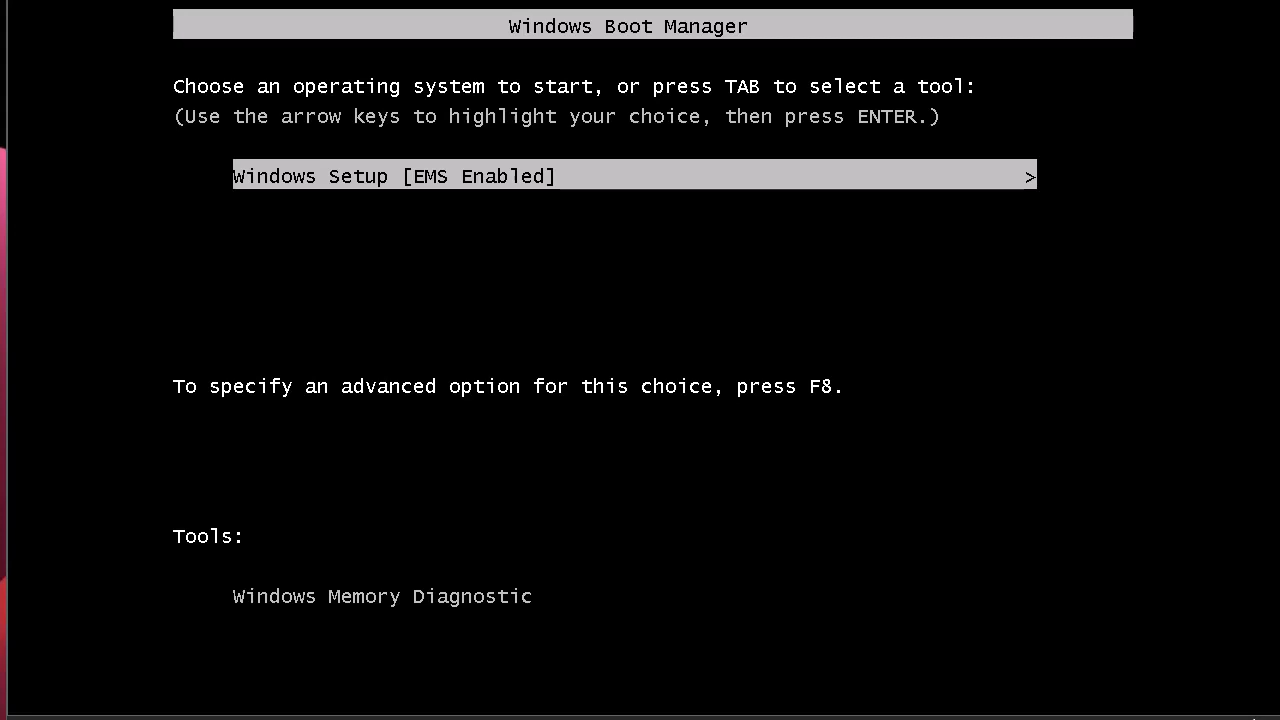 Windows Boot Manager
Choose an operating system to start, or press TAB to select a tool:
(Use the arrow keys to highlight your choice, then press ENTER.)
Windows Setup [EMS Enabled] >
To specify an advanced option for this choice, press F8.
Tools:
Windows Memory Diagnostic